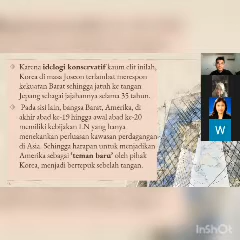 Karena ideologi konservatif kaum elit inilah,
Korea di masa Joseon terlambat merespon
kekuatan Barat sehingga jatuh ke tangan
Jepang sebagai jajahannya selama 35 tahun.
Pada sisi lain, bangsa Barat, Amerika, di
akhir abad ke-19 hingga awal abad ke-20
memiliki kebijakan LN yang hanya
menekankan perluasan kawasan perdagangan
di Asia. Sehingga harapan untuk menjadikan
Amerika sebagai 'teman baru' oleh pihak
Korea, menjadi bertepuk sebelah tangan.
W
InShOt